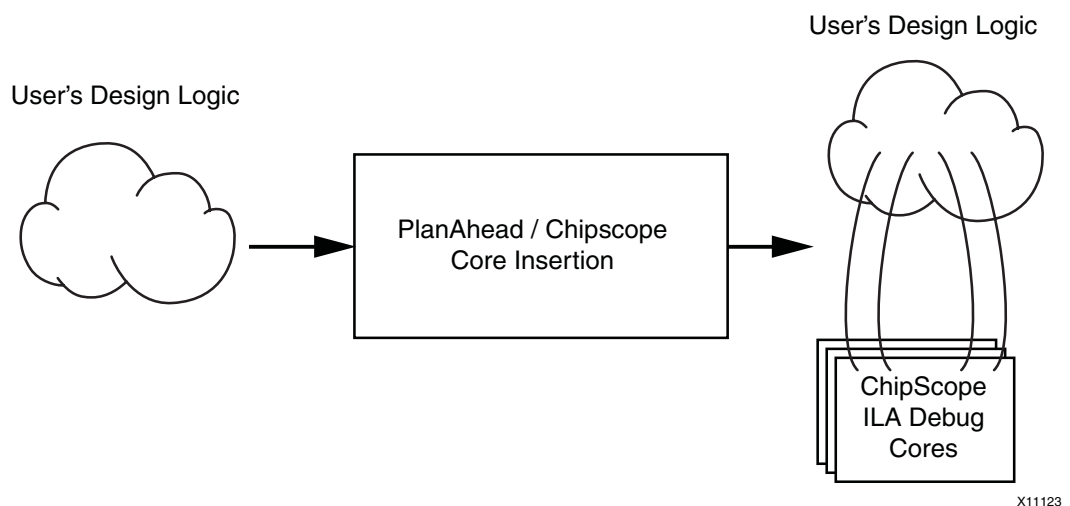 User’s Design Logic
User’s Design Logic
PlanAhead / Chipscope
Core Insertion
ChipScope
ILA Debug
Cores
X11123